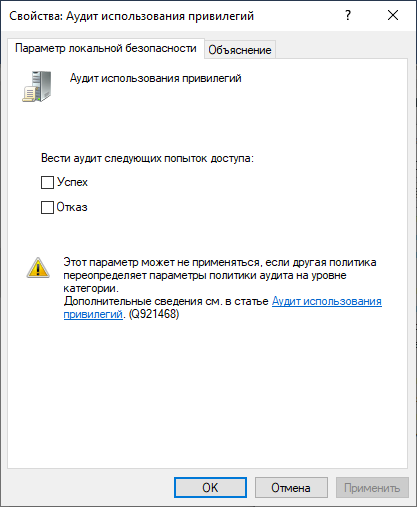 Свойства: Аудит использования привилегий
Параметр локальной безопасности
Объяснение
Аудит использования привилегий
Вести аудит следующих попыток доступа:
Успех
Отказ
Этот параметр может не применяться, если другая политика
переопределяет параметры политики аудита на уровне
категории.
Дополнительные сведения см. в статье Аудит использования
привилегий. (Q921468)
OK
Отмена
Применить